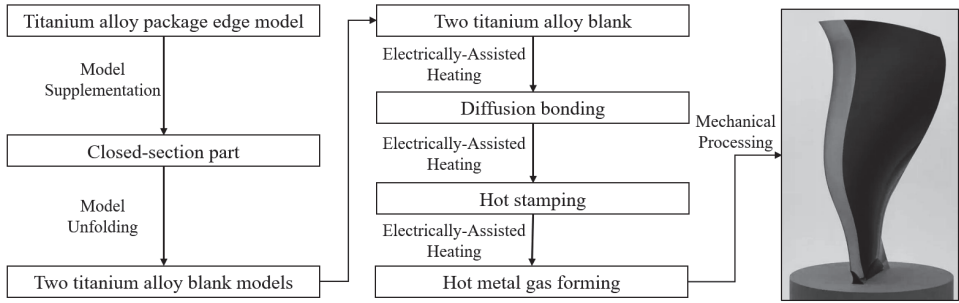 Titanium alloy package edge model
Model
Supplementation
Closed-section part
Model
Unfolding
Two titanium alloy blank models
Two titanium alloy blank
Electrically-Assisted
Heating
Diffusion bonding
Electrically-Assisted
Heating
Hot stamping
Electrically-Assisted
Heating
Hot metal gas forming
Mechanical
Processing